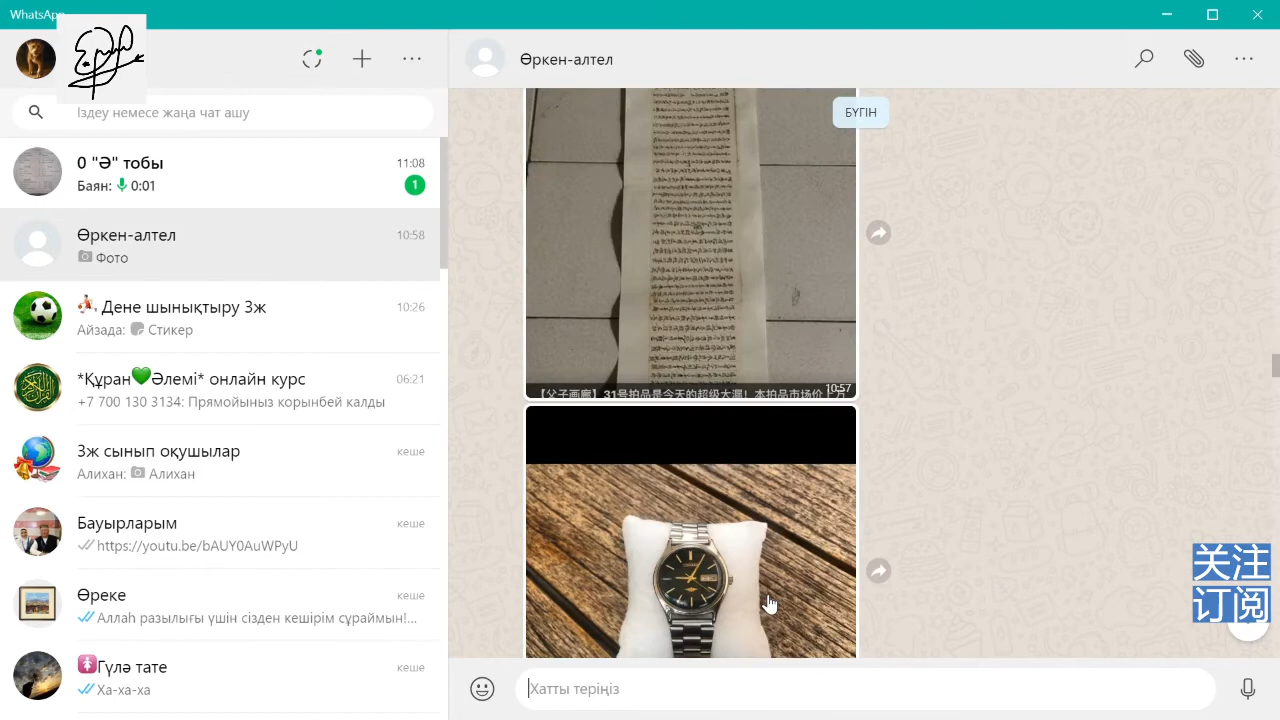 WhatsApp
Іздеу немесе жаңа чат ашу
0 "Ә" тобы
11:08
Баян: 0:01
1
Өркен-алтел
10:58
Фото
Дене шынықтыру 3ж
10:26
Айзада: Стикер
*Құран💚Әлемі* онлайн курс
06:21
+7 700 130 3134: Прямойыныз корынбей калды
3ж сынып оқушылар
кеше
Алихан: Алихан
Бауырларым
кеше
https://youtu.be/bAUY0AuWPyU
Өреке
кеше
Аллаһ разылығы үшін сізден кешірім сұраймын!...
Гүлә тате
кеше
Ха-ха-ха
Өркен-алтел
БҮГІН
【父子画廊】31号拍品是今天的超级大漏！本拍品市场价上万
10:57
关注
订阅
Хатты теріңіз